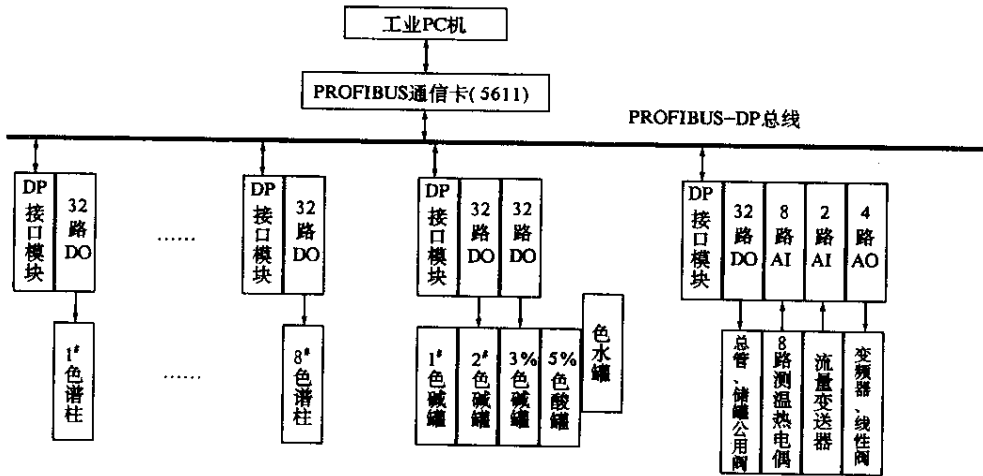 工业PC机
PROFIBUS通信卡(5611)
PROFIBUS-DP总线
DP接口模块
32路DO
……
DP接口模块
32路DO
DP接口模块
32路DO
32路DO
DP接口模块
32路DO
8路AI
2路AI
4路AO
1#色谱柱
……
8#色谱柱
1#色碱罐
2#色碱罐
3%色碱罐
5%色酸罐
色水罐
总管、储罐公用阀
8路测温热电偶
流量变送器
变频器、线性阀